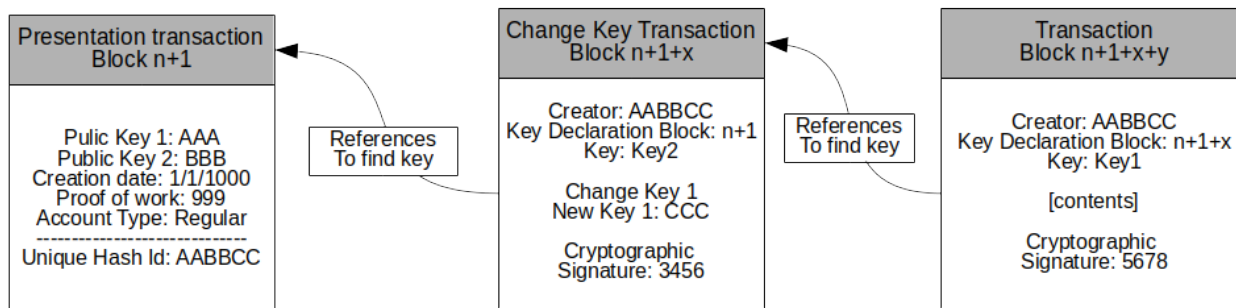 Presentation transaction
Block n+1
Pulic Key 1: AAA
Public Key 2: BBB
Creation date: 1/1/1000
Proof of work: 999
Account Type: Regular
------------------------------
Unique Hash Id: AABBCC
References
To find key
Change Key Transaction
Block n+1+x
Creator: AABBCC
Key Declaration Block: n+1
Key: Key2
Change Key 1
New Key 1: CCC
Cryptographic
Signature: 3456
References
To find key
Transaction
Block n+1+x+y
Creator: AABBCC
Key Declaration Block: n+1+x
Key: Key1
[contents]
Cryptographic
Signature: 5678